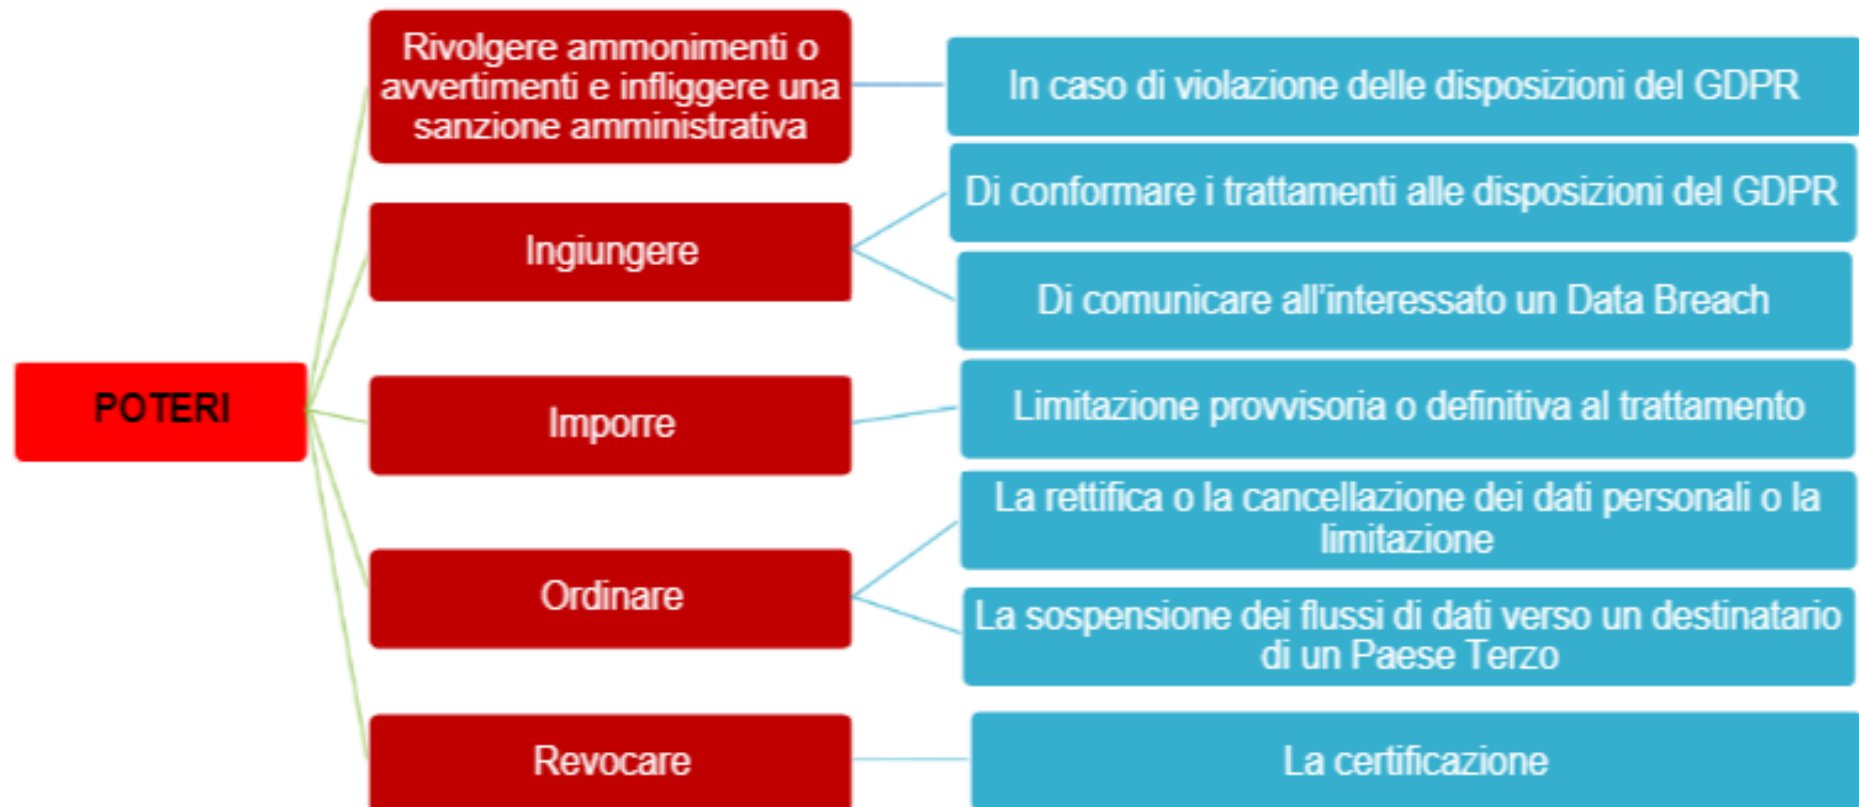 Rivolgere ammonimenti o
avvertimenti e infliggere una
sanzione amministrativa
In caso di violazione delle disposizioni del GDPR
Di conformare i trattamenti alle disposizioni del GDPR
Ingiungere
Di comunicare all'interessato un Data Breach
POTERI
Imporre
Limitazione provvisoria o definitiva al trattamento
La rettifica o la cancellazione dei dati personali o la
limitazione
Ordinare
La sospensione dei flussi di dati verso un destinatario
di un Paese Terzo
Revocare
La certificazione